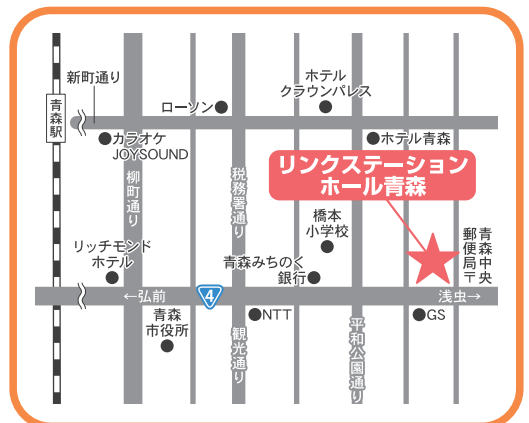 新町通り
青森駅
ローソン
ホテル
クラウンパレス
カラオケ
JOYSOUND
ホテル青森
リンクステーション
ホール青森
柳町通り
税務署通り
橋本
小学校
青森中央
郵便局〒
リッチモンド
ホテル
青森みちのく
銀行
←弘前
4
浅虫→
青森
市役所
NTT
GS
観光通り
平和公園通り